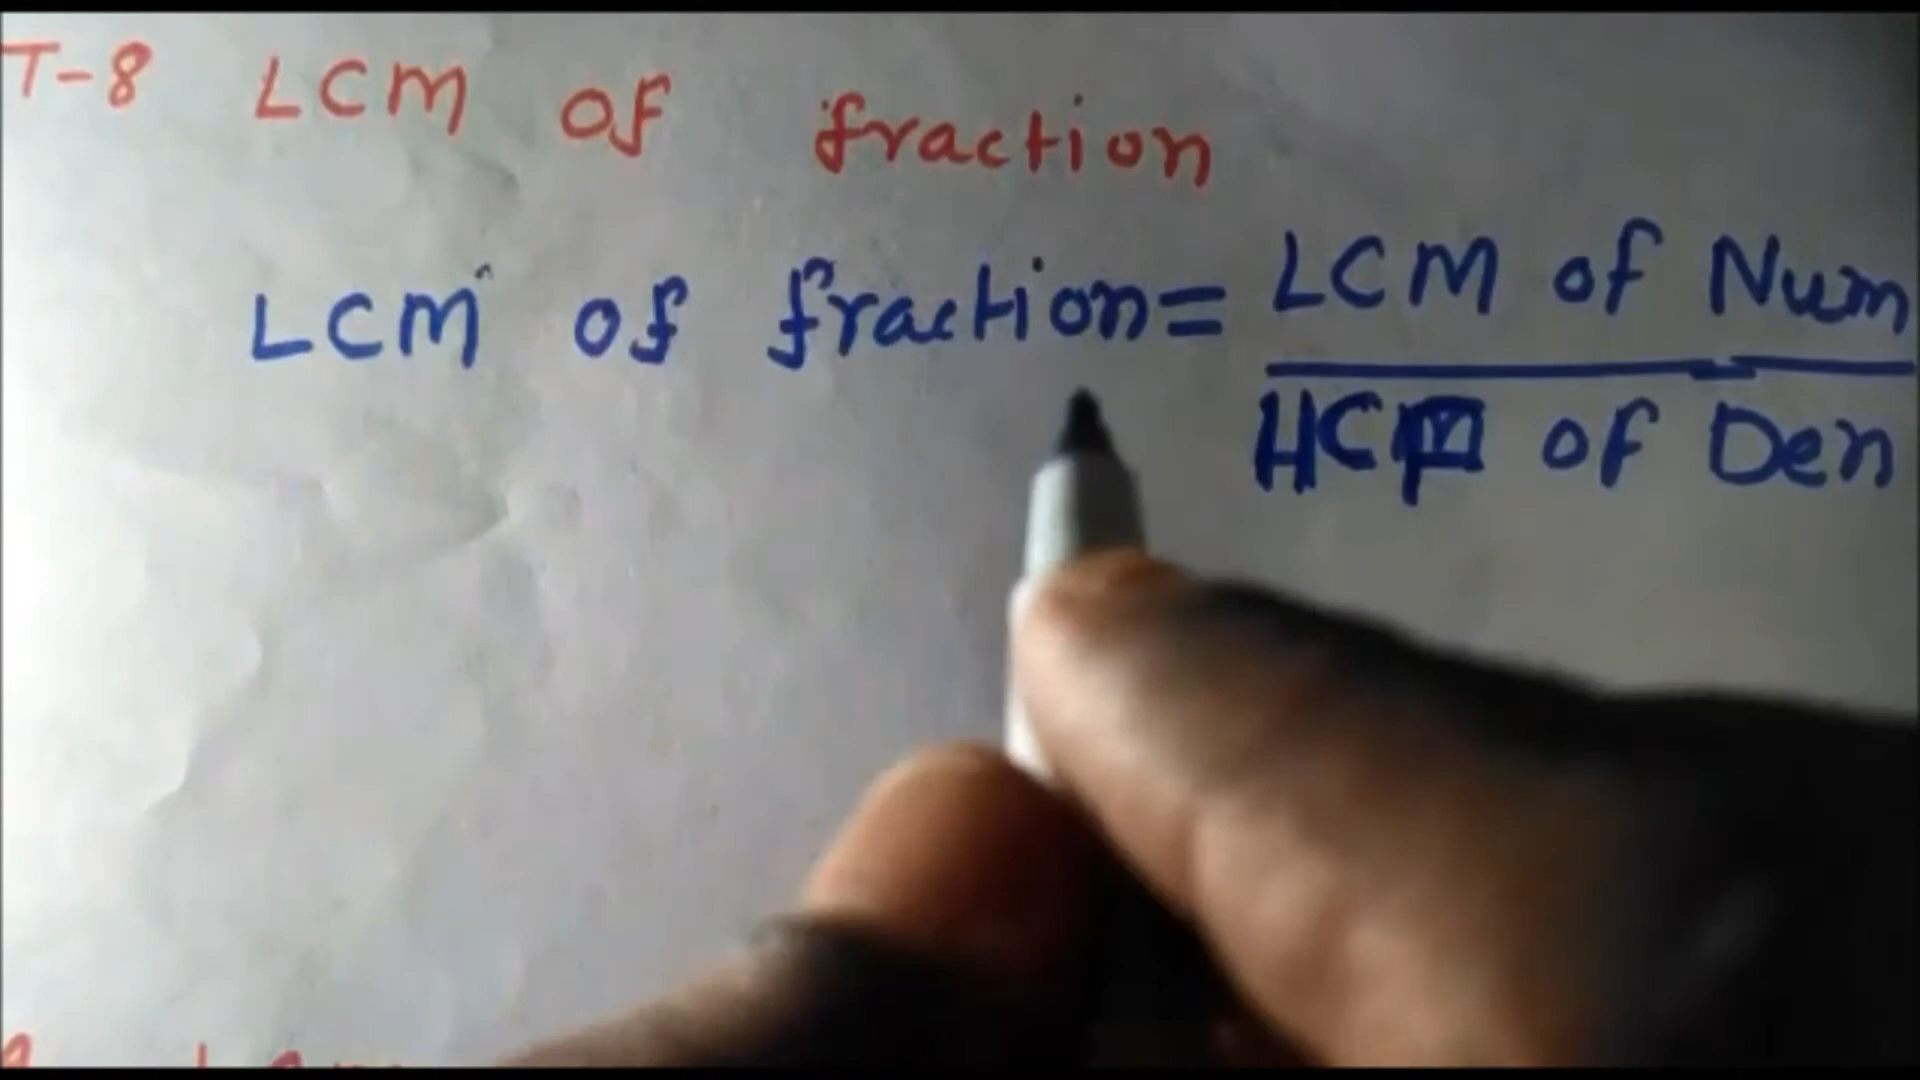 T-8 LCM of fraction
LCM of fraction = LCM of Num
HCF of Den